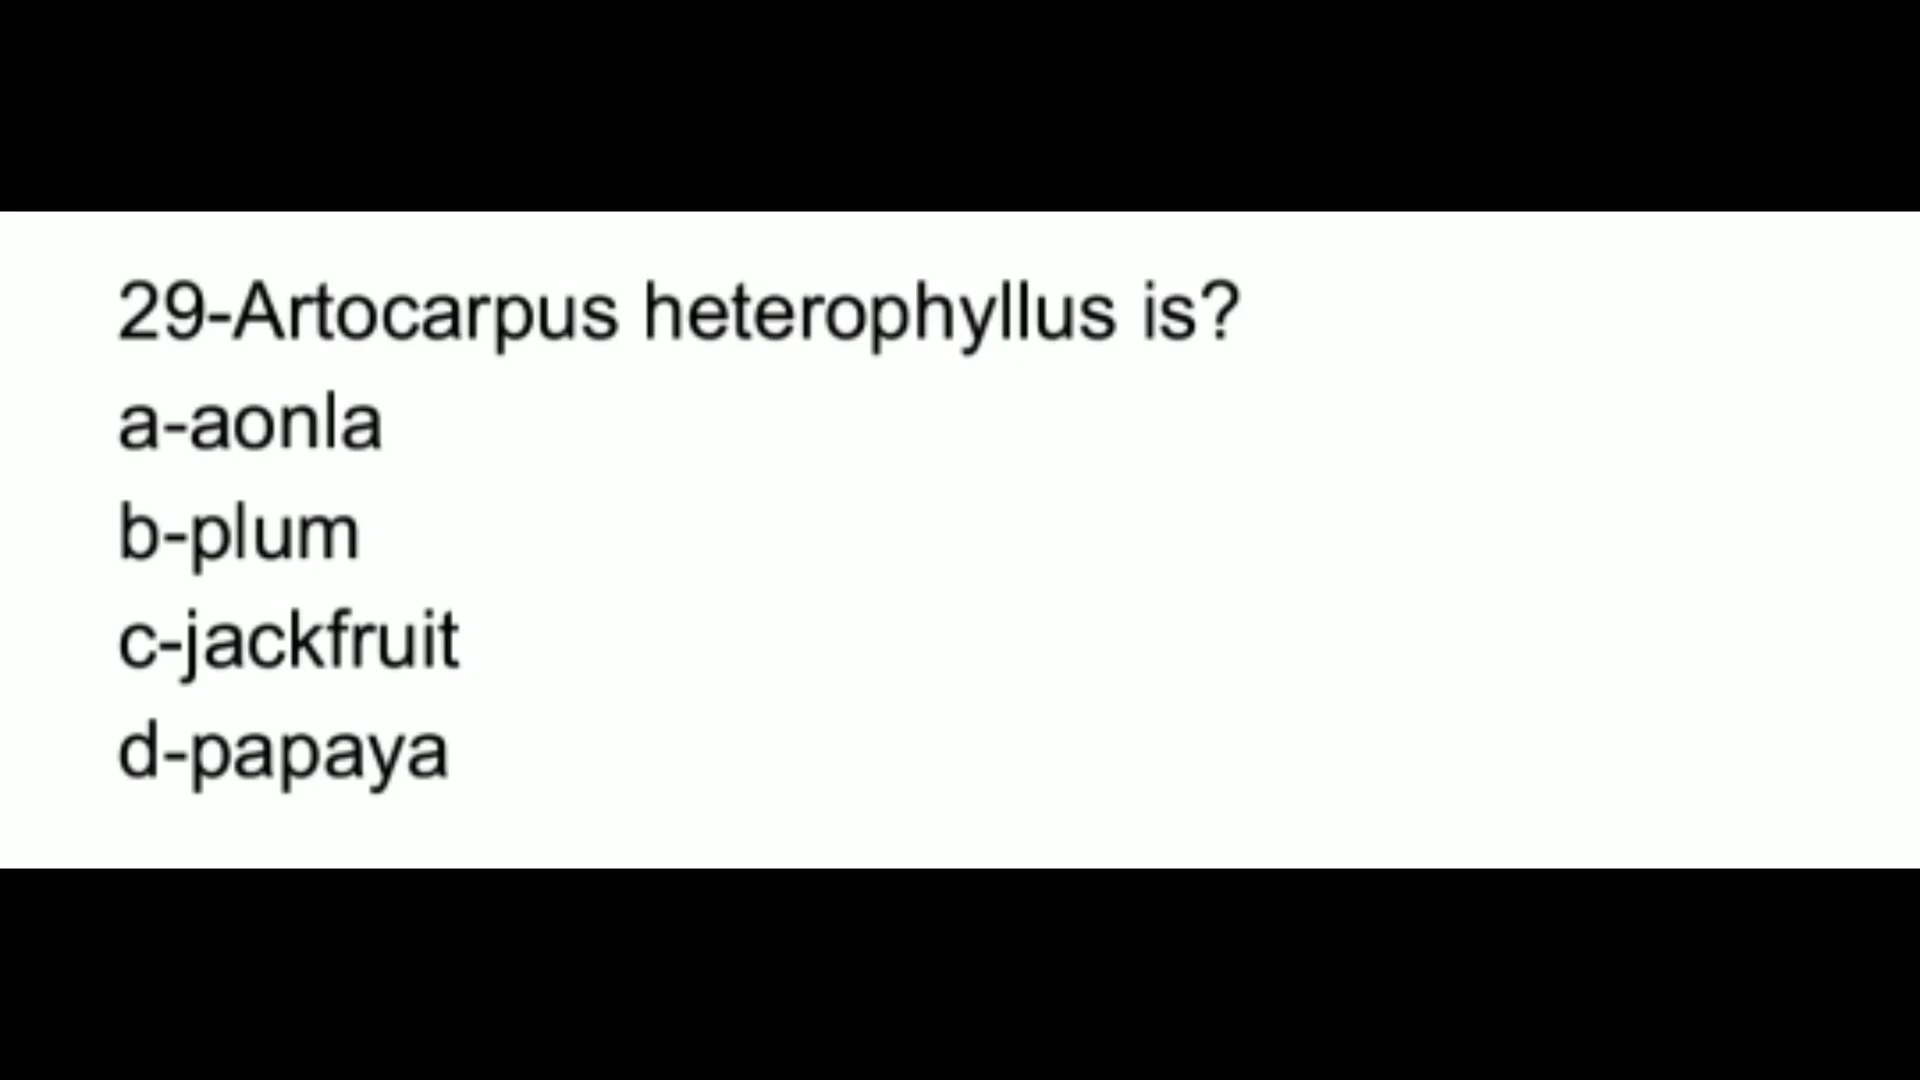 29-Artocarpus heterophyllus is?
a-aonla
b-plum
c-jackfruit
d-papaya